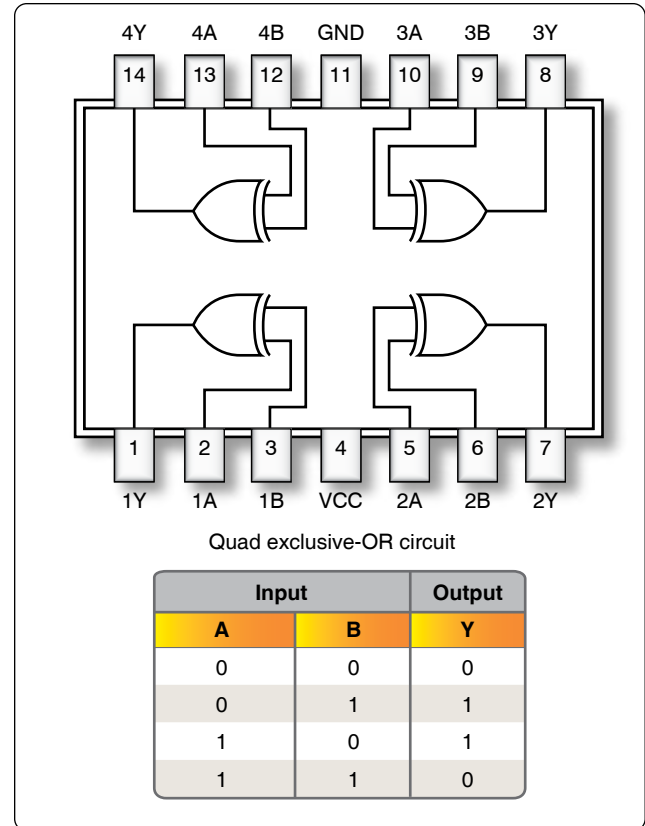 4Y 4A 4B GND 3A 3B 3Y
14 13 12 11 10 9 8
1 2 3 4 5 6 7
1Y 1A 1B VCC 2A 2B 2Y
Quad exclusive-OR circuit
Input Output
A B Y
0 0 0
0 1 1
1 0 1
1 1 0